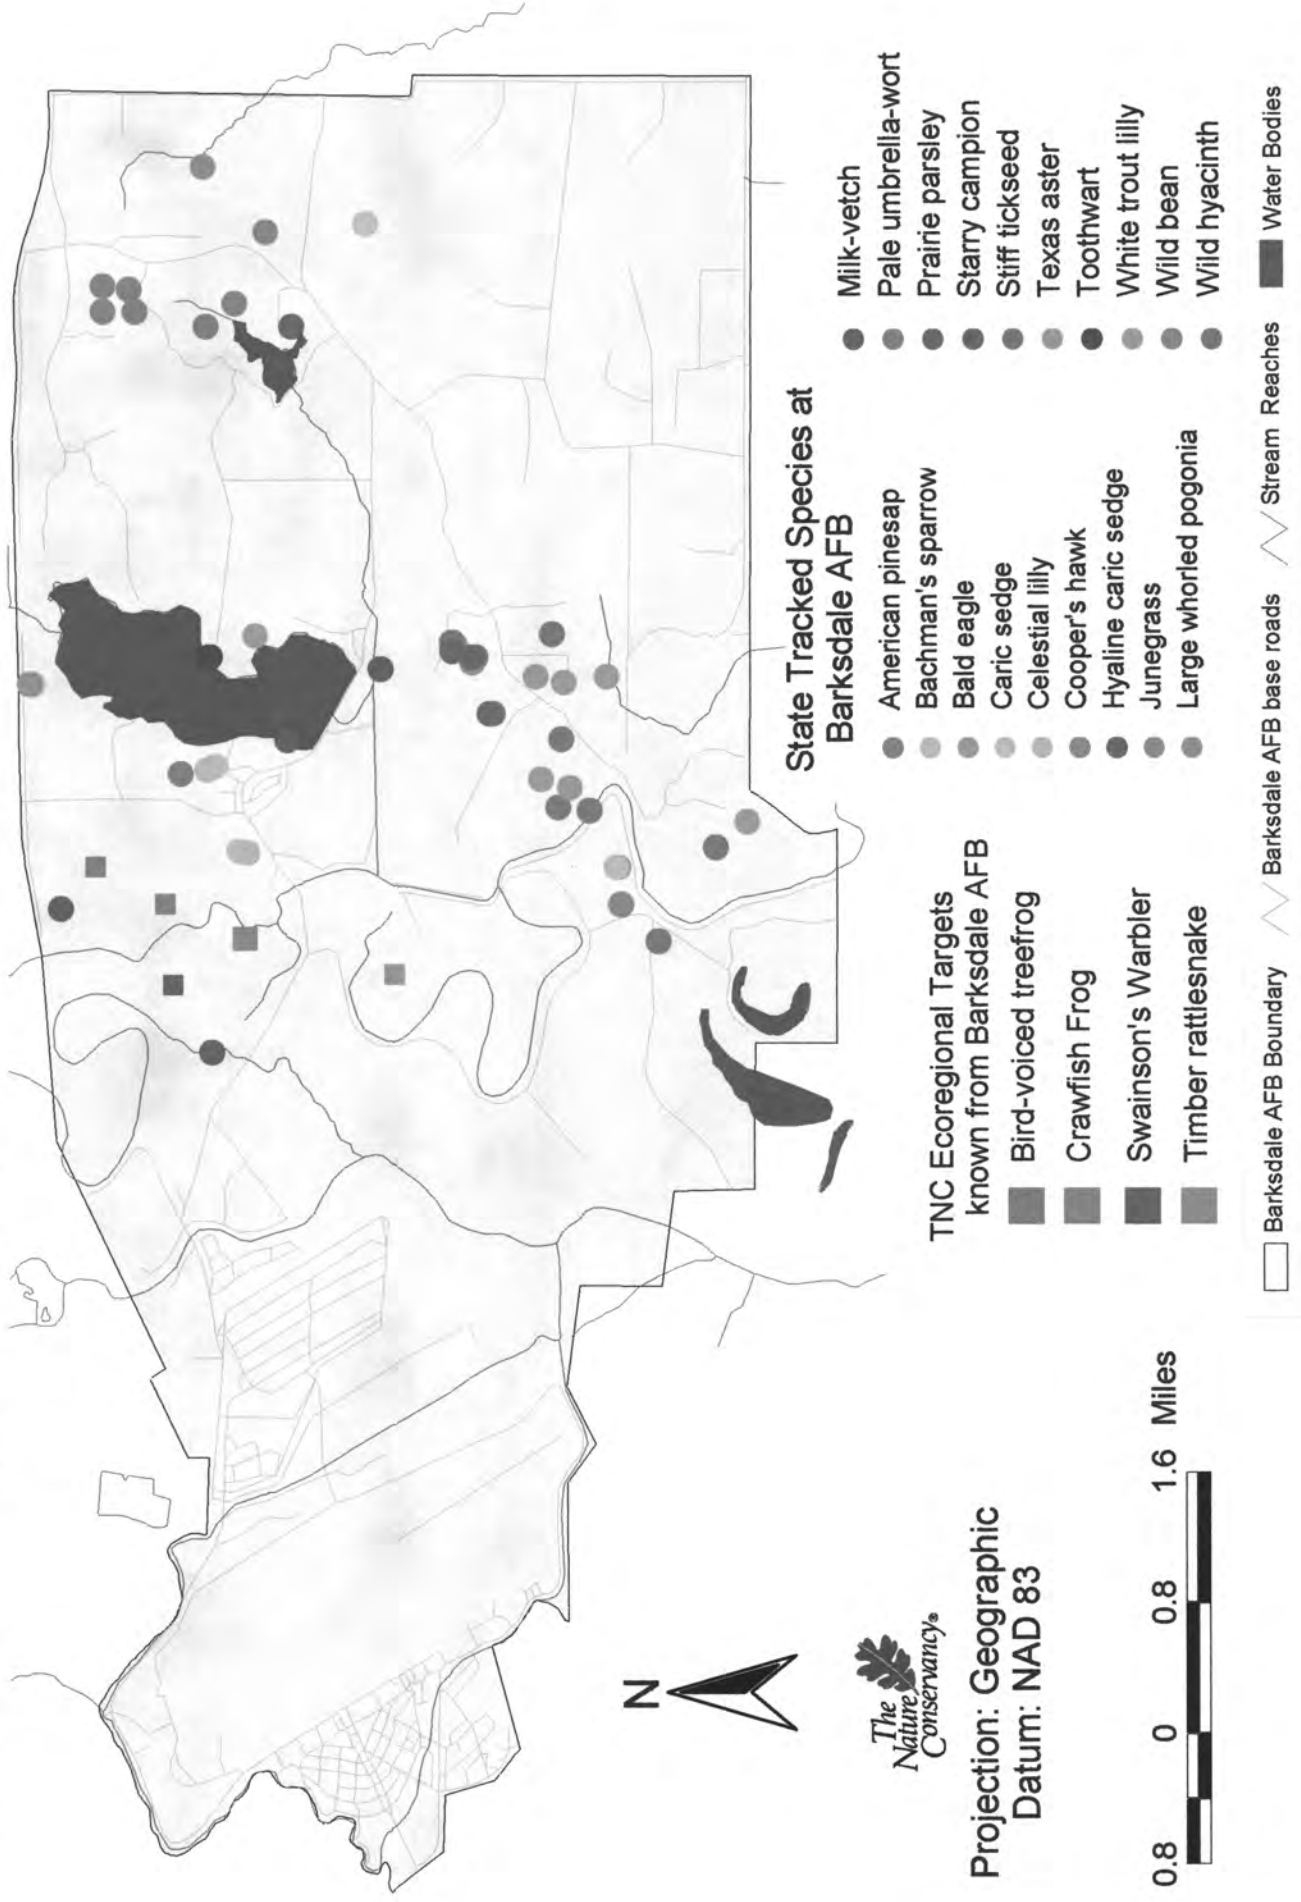 N
The
Nature
Conservancy®
Projection: Geographic
Datum: NAD 83
0.8 0 0.8 1.6 Miles
TNC Ecoregional Targets
known from Barksdale AFB
Bird-voiced treefrog
Crawfish Frog
Swainson's Warbler
Timber rattlesnake
State Tracked Species at
Barksdale AFB
American pinesap
Bachman's sparrow
Bald eagle
Caric sedge
Celestial lilly
Cooper's hawk
Hyaline caric sedge
Junegrass
Large whorled pogonia
Milk-vetch
Pale umbrella-wort
Prairie parsley
Starry campion
Stiff tickseed
Texas aster
Toothwart
White trout lilly
Wild bean
Wild hyacinth
Barksdale AFB Boundary
Barksdale AFB base roads
Stream Reaches
Water Bodies